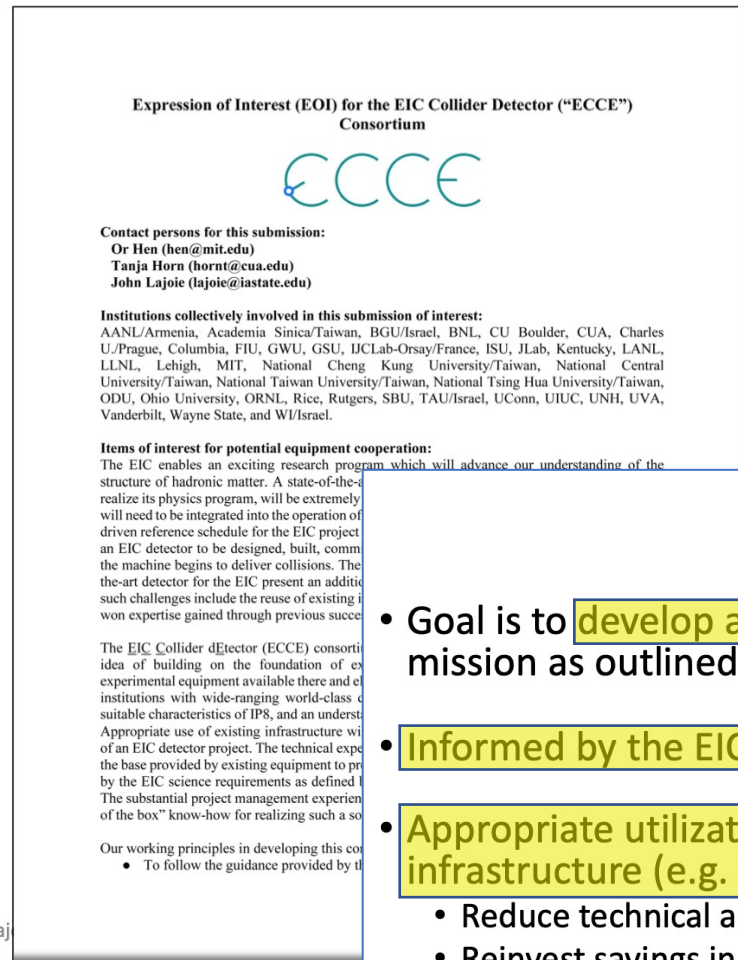 Expression of Interest (EOI) for the EIC Collider Detector (“ECCE”)
Consortium
ECCE
Contact persons for this submission:
Or Hen (hen@mit.edu)
Tanja Horn (hornt@cua.edu)
John Lajoie (lajoie@iastate.edu)
Institutions collectively involved in this submission of interest:
AANL/Armenia, Academia Sinica/Taiwan, BGU/Israel, BNL, CU Boulder, CUA, Charles
U./Prague, Columbia, FIU, GWU, GSU, IJCLab-Orsay/France, ISU, JLab, Kentucky, LANL,
LLNL, Lehigh, MIT, National Cheng Kung University/Taiwan, National Central
University/Taiwan, National Taiwan University/Taiwan, National Tsing Hua University/Taiwan,
ODU, Ohio University, ORNL, Rice, Rutgers, SBU, TAU/Israel, UConn, UIUC, UNH, UVA,
Vanderbilt, Wayne State, and WI/Israel.
Items of interest for potential equipment cooperation:
The EIC enables an exciting research program which will advance our understanding of the
structure of hadronic matter. A state-of-the-
realize its physics program, will be extremely
will need to be integrated into the operation of
driven reference schedule for the EIC project
an EIC detector to be designed, built, comm
the machine begins to deliver collisions. The
the-art detector for the EIC present an additi
such challenges include the reuse of existing i
won expertise gained through previous succe
The EIC Collider dEtector (ECCE) consorti
idea of building on the foundation of ex
experimental equipment available there and el
institutions with wide-ranging world-class
suitable characteristics of IP8, and an underst
Appropriate use of existing infrastructure wi
of an EIC detector project. The technical expe
the base provided by existing equipment to pr
by the EIC science requirements as defined
The substantial project management experien
of the box” know-how for realizing such a so
Our working principles in developing this co
• To follow the guidance provided by th
• Goal is to develop a
mission as outlined
• Informed by the EIC
• Appropriate utilizat
infrastructure (e.g.
• Reduce technical a
• Reinvest savings in